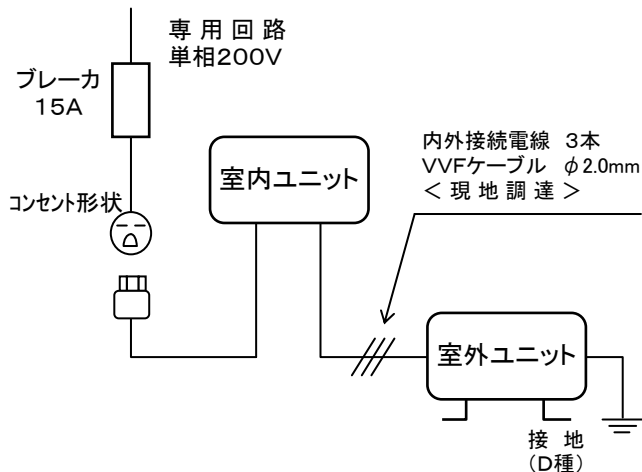 専用回路
単相200V
ブレーカ
15A
コンセント形状
室内ユニット
内外接続電線 3本
VVFケーブル φ2.0mm
<現地調達>
室外ユニット
接地
(D種)